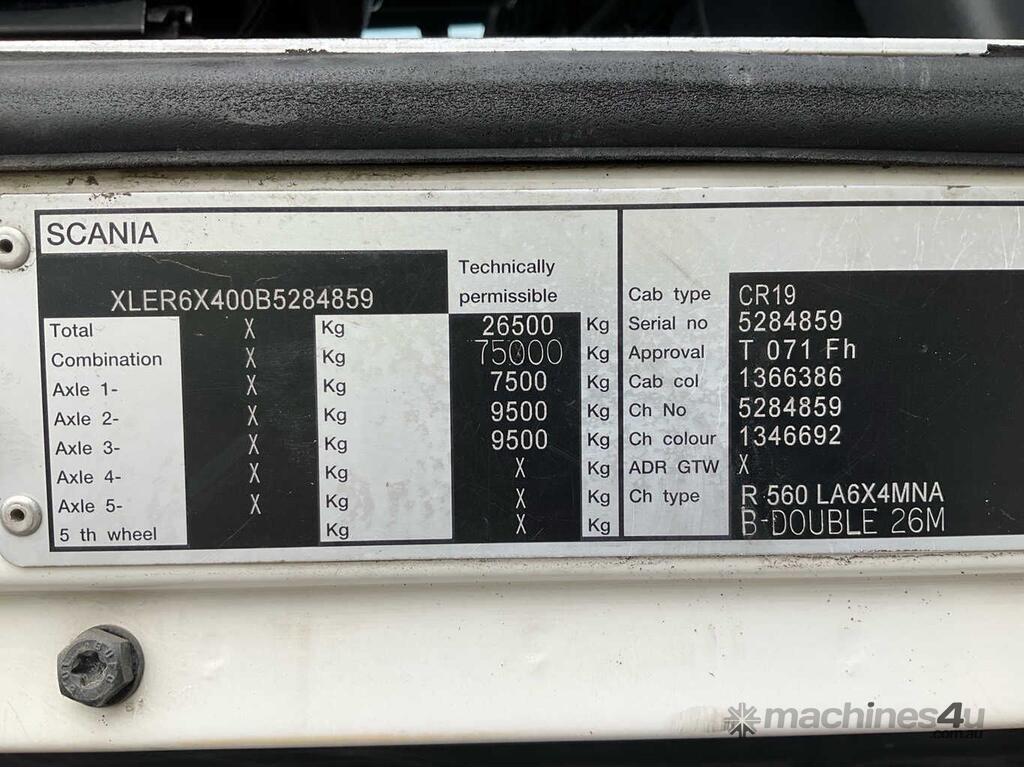 SCANIA
XLER6X400B5284859
Technically
permissible
Total X Kg 26500 Kg
Combination X Kg 75000 Kg
Axle 1- X Kg 7500 Kg
Axle 2- X Kg 9500 Kg
Axle 3- X Kg 9500 Kg
Axle 4- X Kg X Kg
Axle 5- X Kg X Kg
5 th wheel Kg X Kg
Cab type CR19
Serial no 5284859
Approval T 071 Fh
Cab col 1366386
Ch No 5284859
Ch colour 1346692
ADR GTW X
Ch type R 560 LA6X4MNA
B-DOUBLE 26M
machines4u
.com.au